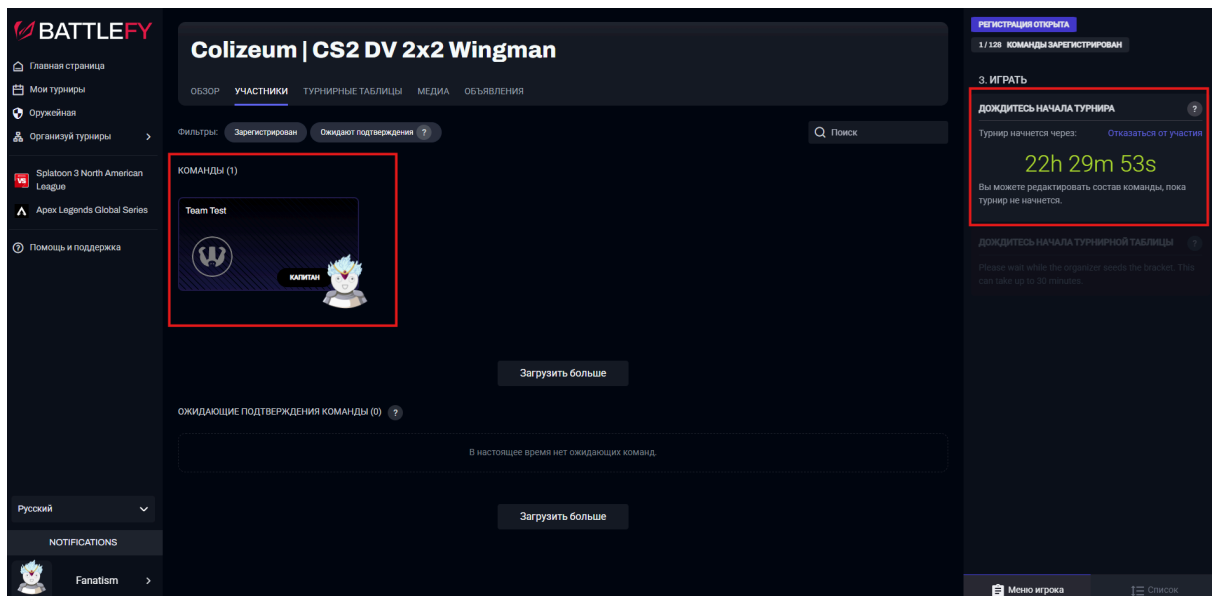 BATTLEFY
Главная страница
Мои турниры
Оружейная
Организуй турниры
VS
Splatoon 3 North American
League
Apex Legends Global Series
Помощь и поддержка
Русский
NOTIFICATIONS
Fanatism
Colizeum | CS2 DV 2x2 Wingman
ОБЗОР УЧАСТНИКИ ТУРНИРНЫЕ ТАБЛИЦЫ МЕДИА ОБЪЯВЛЕНИЯ
Фильтры: Зарегистрирован Ожидают подтверждения ? Поиск
КОМАНДЫ (1)
Team Test
КАПИТАН
Загрузить больше
ОЖИДАЮЩИЕ ПОДТВЕРЖДЕНИЯ КОМАНДЫ (0) ?
В настоящее время нет ожидающих команд.
Загрузить больше
РЕГИСТРАЦИЯ ОТКРЫТА
1/128 КОМАНДЫ ЗАРЕГИСТРИРОВАН
3. ИГРАТЬ
ДОЖДИТЕСЬ НАЧАЛА ТУРНИРА ?
Турнир начнется через: Отказаться от участия
22h 29m 53s
Вы можете редактировать состав команды, пока
турнир не начнется.
ДОЖДИТЕСЬ НАЧАЛА ТУРНИРНОЙ ТАБЛИЦЫ ?
Please wait while the organizer seeds the bracket. This
can take up to 30 minutes.
Меню игрока Список